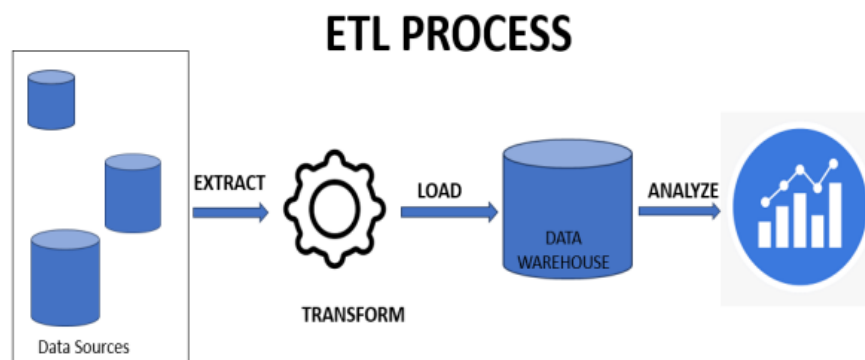 ETL PROCESS
EXTRACT
LOAD
ANALYZE
DATA
WAREHOUSE
TRANSFORM
Data Sources